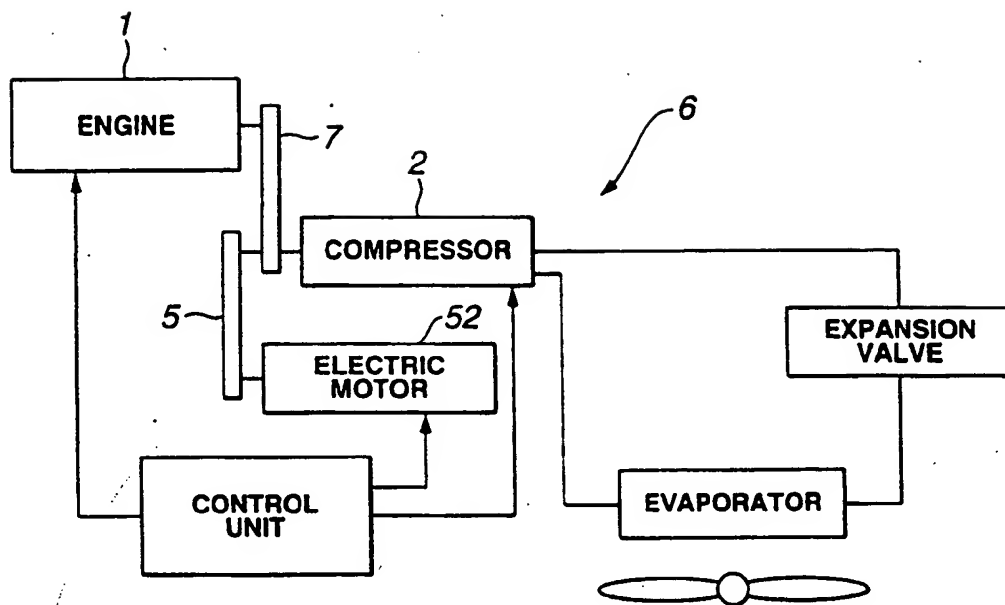 1
ENGINE
7
6
2
COMPRESSOR
5
52
EXPANSION
VALVE
ELECTRIC
MOTOR
CONTROL
UNIT
EVAPORATOR